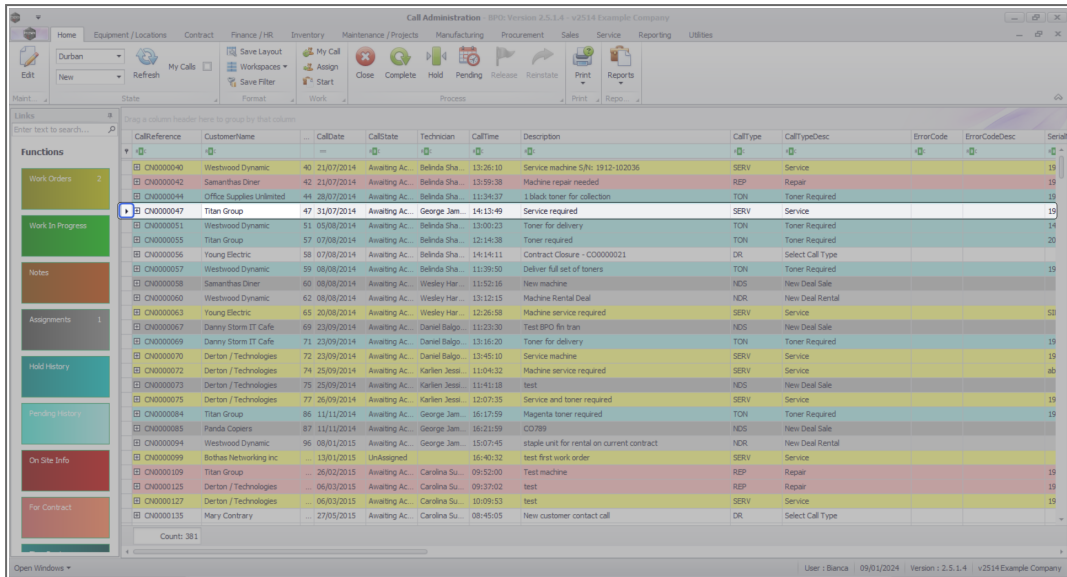 Call Administration - BPO: Version 2.5.1.4 - v2514 Example Company
Home Equipment / Locations Contract Finance / HR Inventory Maintenance / Projects Manufacturing Procurement Sales Service Reporting Utilities
Edit Durban New Refresh My Calls Save Layout Workspaces Save Filter My Call Assign Start Close Complete Hold Pending Release Reinstate Print Reports
Maint... State Format Work Process Print Repo...
Links
Enter text to search...
Drag a column header here to group by that column
Functions
Work Orders 2
Work In Progress
Notes
Assignments 1
Hold History
Pending History
On Site Info
For Contract
CallReference CustomerName ... CallDate CallState Technician CallTime Description CallType CallTypeDesc ErrorCode ErrorCodeDesc Serial
CN0000040 Westwood Dynamic 40 21/07/2014 Awaiting Ac... Belinda Sha... 13:26:10 Service machine S/N: 1912-102036 SERV Service 19
CN0000042 Samanthas Diner 42 21/07/2014 Awaiting Ac... Belinda Sha... 13:59:38 Machine repair needed REP Repair 19
CN0000044 Office Supplies Unlimited 44 28/07/2014 Awaiting Ac... Belinda Sha... 11:34:37 1 black toner for collection TON Toner Required 19
CN0000047 Titan Group 47 31/07/2014 Awaiting Ac... George Jam... 14:13:49 Service required SERV Service 19
CN0000051 Westwood Dynamic 51 05/08/2014 Awaiting Ac... Belinda Sha... 13:00:23 Toner for delivery TON Toner Required 14
CN0000055 Titan Group 57 07/08/2014 Awaiting Ac... Belinda Sha... 12:14:38 Toner required TON Toner Required 20
CN0000056 Young Electric 58 07/08/2014 Awaiting Ac... Belinda Sha... 14:14:11 Contract Closure - CO0000021 DR Select Call Type
CN0000057 Westwood Dynamic 59 08/08/2014 Awaiting Ac... Belinda Sha... 11:39:50 Deliver full set of toners TON Toner Required 19
CN0000058 Samanthas Diner 60 08/08/2014 Awaiting Ac... Wesley Har... 11:52:16 New machine NDS New Deal Sale
CN0000060 Westwood Dynamic 62 08/08/2014 Awaiting Ac... Wesley Har... 13:12:15 Machine Rental Deal NDR New Deal Rental
CN0000063 Young Electric 65 20/08/2014 Awaiting Ac... Wesley Har... 12:26:58 Machine service required SERV Service
CN0000067 Danny Storm IT Cafe 69 23/09/2014 Awaiting Ac... Daniel Balgo... 11:23:30 Test BPO fin tran NDS New Deal Sale
CN0000069 Danny Storm IT Cafe 71 23/09/2014 Awaiting Ac... Daniel Balgo... 13:16:20 Toner for delivery TON Toner Required 19
CN0000070 Derton / Technologies 72 23/09/2014 Awaiting Ac... Daniel Balgo... 13:45:10 Service machine SERV Service 19
CN0000072 Derton / Technologies 74 25/09/2014 Awaiting Ac... Karlien Jessi... 11:04:32 Machine service required SERV Service ab
CN0000073 Derton / Technologies 75 25/09/2014 Awaiting Ac... Karlien Jessi... 11:41:18 test NDS New Deal Sale
CN0000075 Derton / Technologies 77 26/09/2014 Awaiting Ac... Karlien Jessi... 12:07:35 Service and toner required SERV Service 19
CN0000084 Titan Group 86 11/11/2014 Awaiting Ac... George Jam... 16:17:59 Magenta toner required TON Toner Required 19
CN0000085 Panda Copiers 87 11/11/2014 Awaiting Ac... George Jam... 16:21:59 CO789 NDS New Deal Sale
CN0000094 Westwood Dynamic 96 08/01/2015 Awaiting Ac... George Jam... 15:07:45 staple unit for rental on current contract NDR New Deal Rental
CN0000099 Bothas Networking inc ... 13/01/2015 UnAssigned 16:40:32 test first work order SERV Service
CN0000109 Titan Group ... 26/02/2015 Awaiting Ac... Carolina Su... 09:52:00 Test machine REP Repair 19
CN0000125 Derton / Technologies ... 06/03/2015 Awaiting Ac... Carolina Su... 09:37:02 test REP Repair 19
CN0000127 Derton / Technologies ... 06/03/2015 Awaiting Ac... Carolina Su... 10:09:53 test SERV Service 19
CN0000135 Mary Contrary ... 27/05/2015 Awaiting Ac... Carolina Su... 08:45:05 New customer contact call DR Select Call Type
Count: 381
Open Windows User : Bianca 09/01/2024 Version : 2.5.1.4 v2514 Example Company